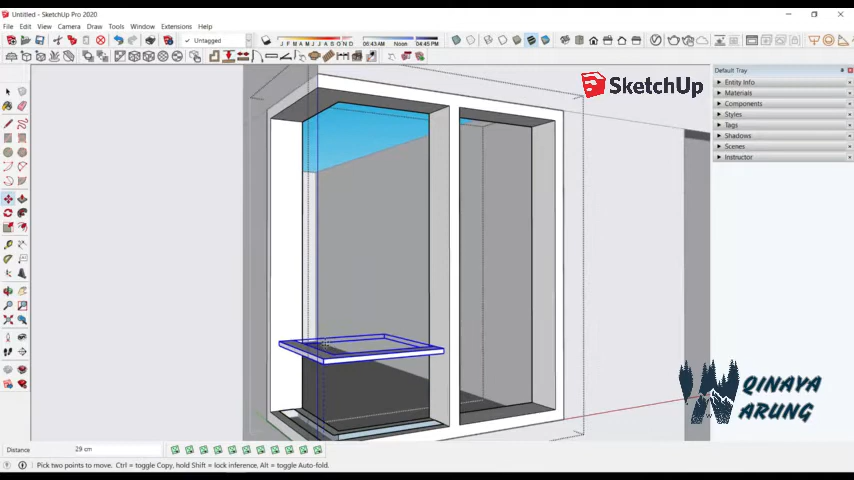 Untitled - SketchUp Pro 2020
File Edit View Camera Draw Tools Window Extensions Help
Untagged
J F M A M J J A S O N D
06:43 AM Noon 04:45 PM
Default Tray
Entity Info
Materials
Components
Styles
Tags
Shadows
Scenes
Instructor
SketchUp
QINAYA
ARUNG
Distance 29 cm
Pick two points to move. Ctrl = toggle Copy, hold Shift = lock inference. Alt = toggle Auto-fold.